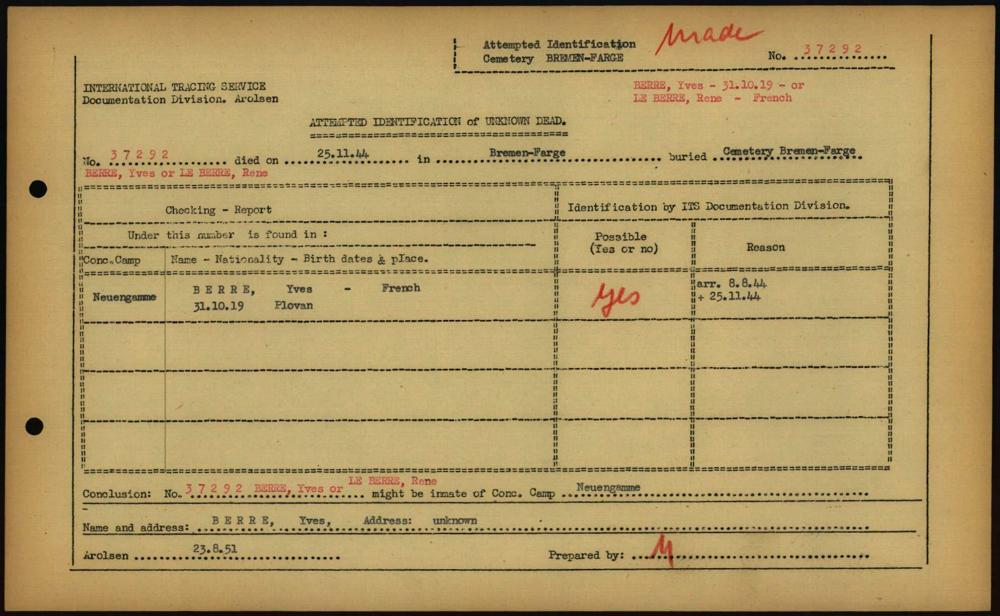 Attempted Identification made
Cemetery BREMEN-FARGE No. 37292
INTERNATIONAL TRACING SERVICE
Documentation Division. Arolsen
BERRE, Yves - 31.10.19 - or
LE BERRE, Rene - French
ATTEMPTED IDENTIFICATION of UNKNOWN DEAD.
No. 37292 died on 25.11.44 in Bremen-Farge buried Cemetery Bremen-Farge
BERRE, Yves or LE BERRE, Rene
Checking - Report
Identification by ITS Documentation Division.
Under this number is found in :
Possible
(Yes or no)
Reason
Conc.Camp Name - Nationality - Birth dates & place.
Neuengamme BERRE, Yves - French
31.10.19 Plovan
yes
arr. 8.8.44
+ 25.11.44
Conclusion: No. 37292 BERRE, Yves or LE BERRE, Rene might be inmate of Conc. Camp Neuengamme
Name and address: BERRE, Yves, Address: unknown
Arolsen 23.8.51 Prepared by: